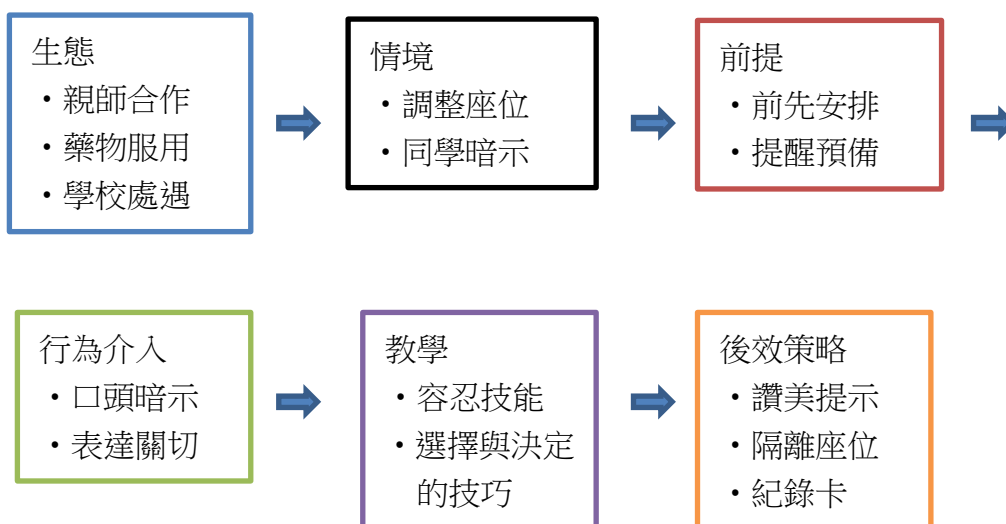 生態
・親師合作
・藥物服用
・學校處遇
情境
・調整座位
・同學暗示
前提
・前先安排
・提醒預備
行為介入
・口頭暗示
・表達關切
教學
・容忍技能
・選擇與決定
的技巧
後效策略
・讚美提示
・隔離座位
・紀錄卡